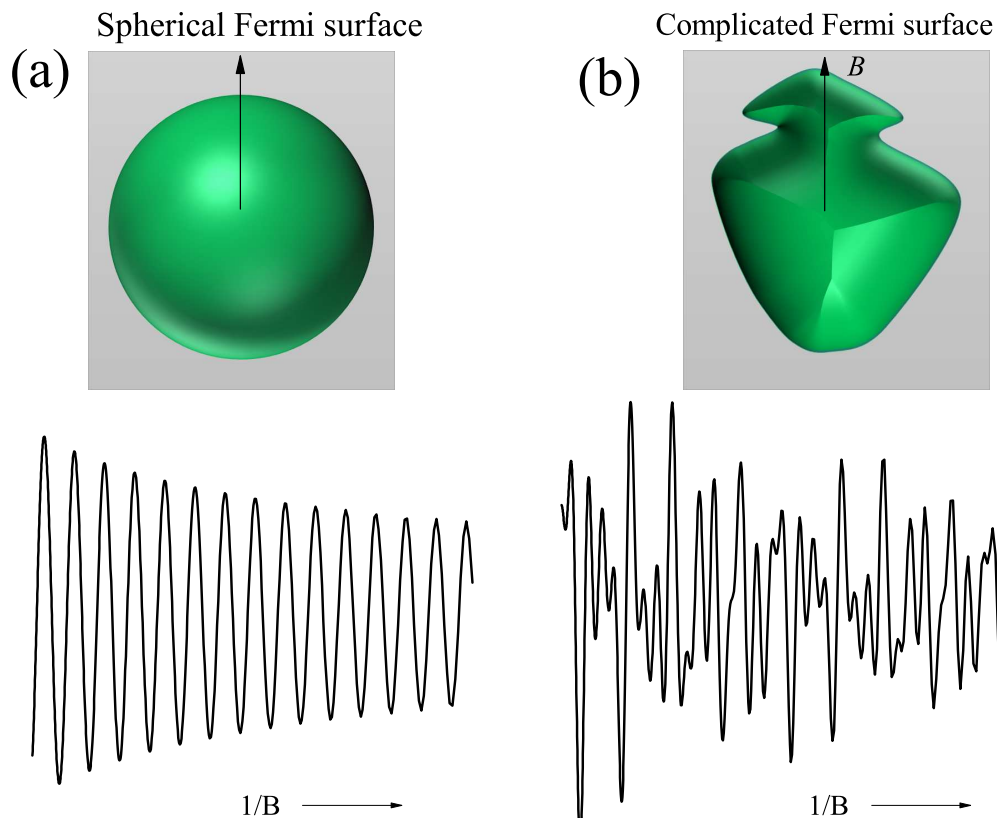 Spherical Fermi surface
(a)
1/B
Complicated Fermi surface
(b)
B
1/B